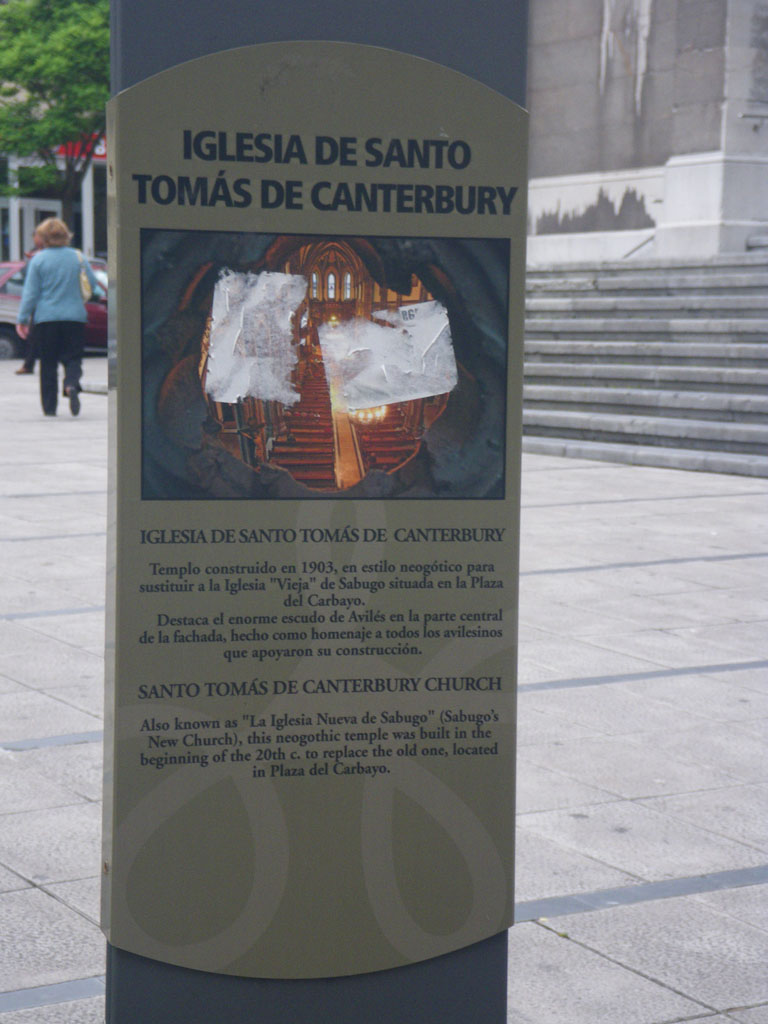 IGLESIA DE SANTO
TOMÁS DE CANTERBURY
IGLESIA DE SANTO TOMÁS DE CANTERBURY
Templo construido en 1903, en estilo neogótico para
sustituir a la Iglesia "Vieja" de Sabugo situada en la Plaza
del Carbayo.
Destaca el enorme escudo de Avilés en la parte central
de la fachada, hecho como homenaje a todos los avilesinos
que apoyaron su construcción.
SANTO TOMÁS DE CANTERBURY CHURCH
Also known as "La Iglesia Nueva de Sabugo" (Sabugo's
New Church), this neogothic temple was built in the
beginning of the 20th c. to replace the old one, located
in Plaza del Carbayo.